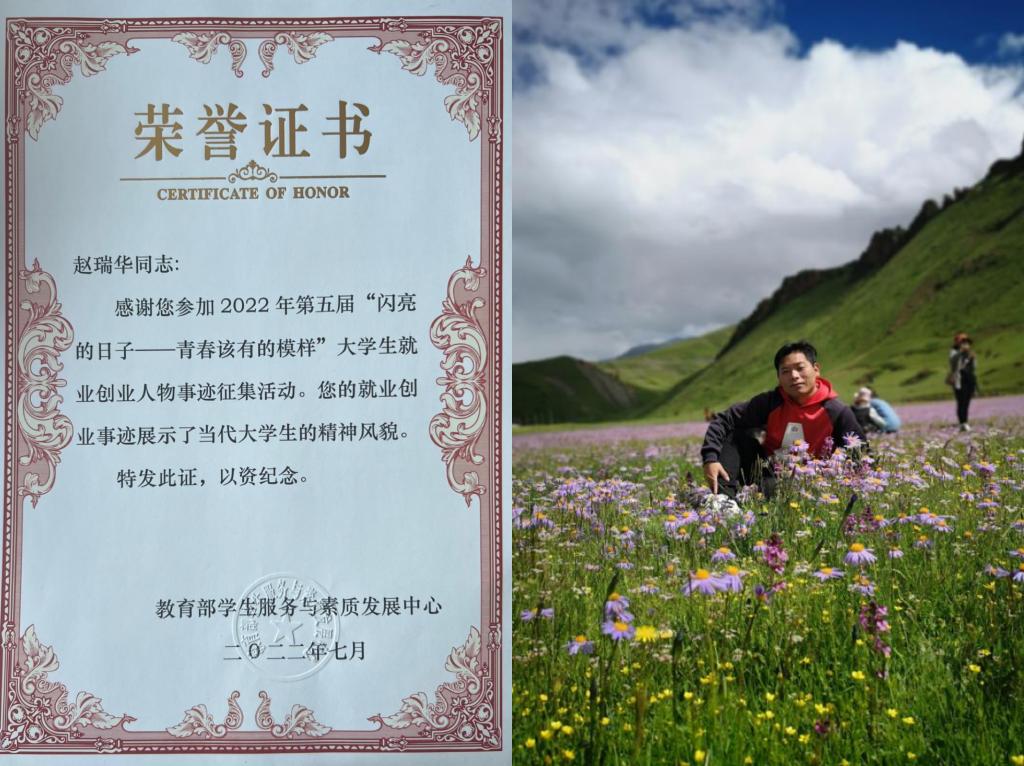 荣誉证书
CERTIFICATE OF HONOR
赵瑞华同志:
感谢您参加 2022 年第五届“闪亮
的日子——青春该有的模样”大学生就
业创业人物事迹征集活动。您的就业创
业事迹展示了当代大学生的精神风貌。
特发此证，以资纪念。
教育部学生服务与素质发展中心
二〇二二年七月